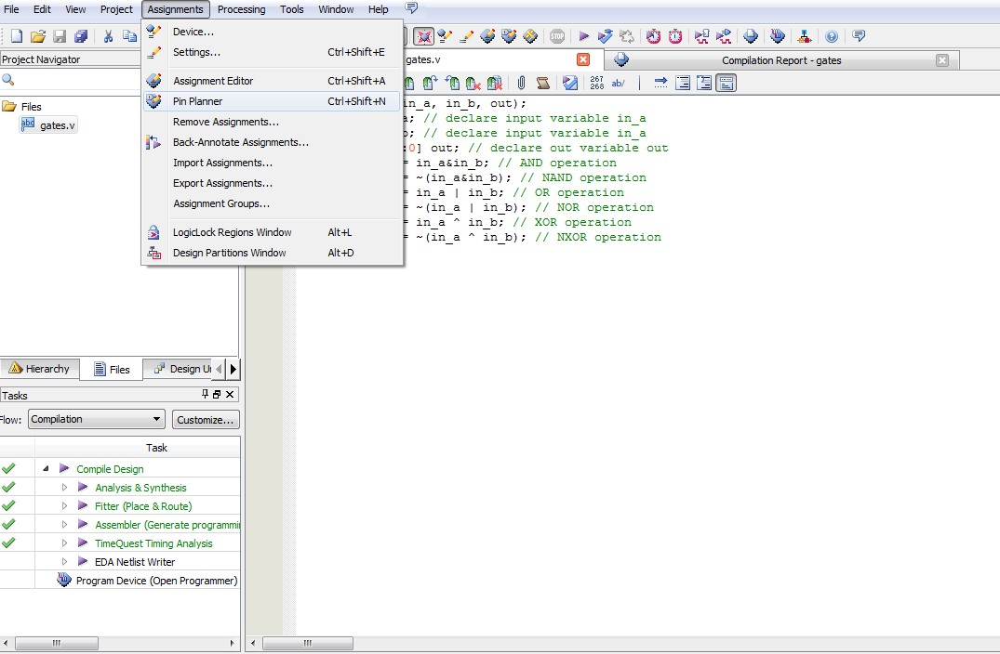 File Edit View Project Assignments Processing Tools Window Help
Device...
Settings... Ctrl+Shift+E
Assignment Editor Ctrl+Shift+A
Pin Planner Ctrl+Shift+N
Remove Assignments...
Back-Annotate Assignments...
Import Assignments...
Export Assignments...
Assignment Groups...
LogicLock Regions Window Alt+L
Design Partitions Window Alt+D
STOP
Project Navigator
Files
abc gates.v
Hierarchy Files Design U
Tasks
Flow: Compilation Customize...
Task
Compile Design
Analysis & Synthesis
Fitter (Place & Route)
Assembler (Generate programmi
TimeQuest Timing Analysis
EDA Netlist Writer
Program Device (Open Programmer)
gates.v Compilation Report - gates
267 268 ab/
in_a, in_b, out);
a; // declare input variable in_a
b; // declare input variable in_a
:0] out; // declare out variable out
= in_a&in_b; // AND operation
= ~(in_a&in_b); // NAND operation
= in_a | in_b; // OR operation
= ~(in_a | in_b); // NOR operation
= in_a ^ in_b; // XOR operation
= ~(in_a ^ in_b); // NXOR operation